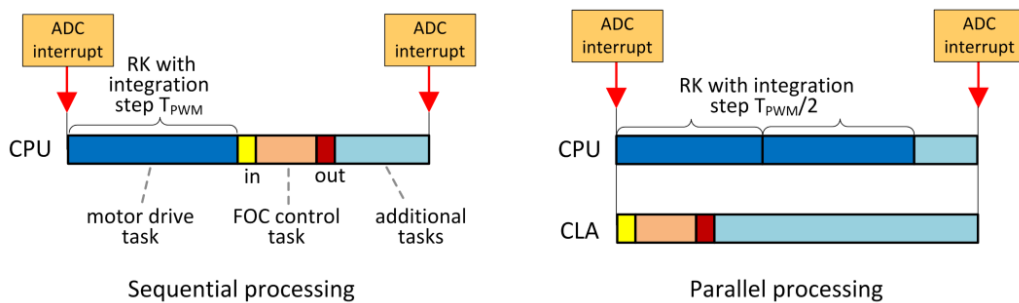 ADC
interrupt
ADC
interrupt
RK with
integration
step TPWM
CPU
in
out
motor drive
task
FOC control
task
additional
tasks
Sequential processing
ADC
interrupt
ADC
interrupt
RK with integration
step TPWM/2
CPU
CLA
Parallel processing